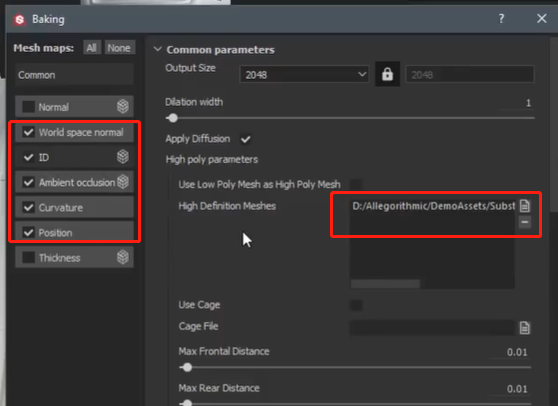 Baking
? ×
Mesh maps: All None
Common
Normal
World space normal
ID
Ambient occlusion
Curvature
Position
Thickness
Common parameters
Output Size 2048 2048
Dilation width 1
Apply Diffusion
High poly parameters
Use Low Poly Mesh as High Poly Mesh
High Definition Meshes D:/Allegorithmic/DemoAssets/Subst
Use Cage
Cage File
Max Frontal Distance 0.01
Max Rear Distance 0.01